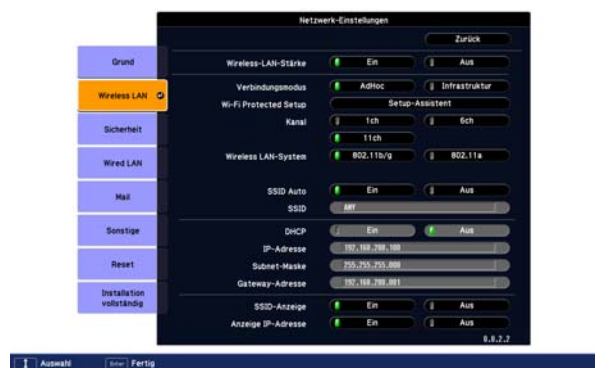 Netzwerk-Einstellungen
Zurück
Grund
Wireless LAN
Sicherheit
Wired LAN
Mail
Sonstige
Reset
Installation
vollständig
Wireless-LAN-Stärke Ein Aus
Verbindungsmodus AdHoc Infrastruktur
Wi-Fi Protected Setup Setup-Assistent
Kanal 1ch 6ch
11ch
Wireless LAN-System 802.11b/g 802.11a
SSID Auto Ein Aus
SSID ANY
DHCP Ein Aus
IP-Adresse 192.168.200.100
Subnet-Maske 255.255.255.000
Gateway-Adresse 192.168.200.001
SSID-Anzeige Ein Aus
Anzeige IP-Adresse Ein Aus
0.0.2.2
Auswahl Enter Fertig